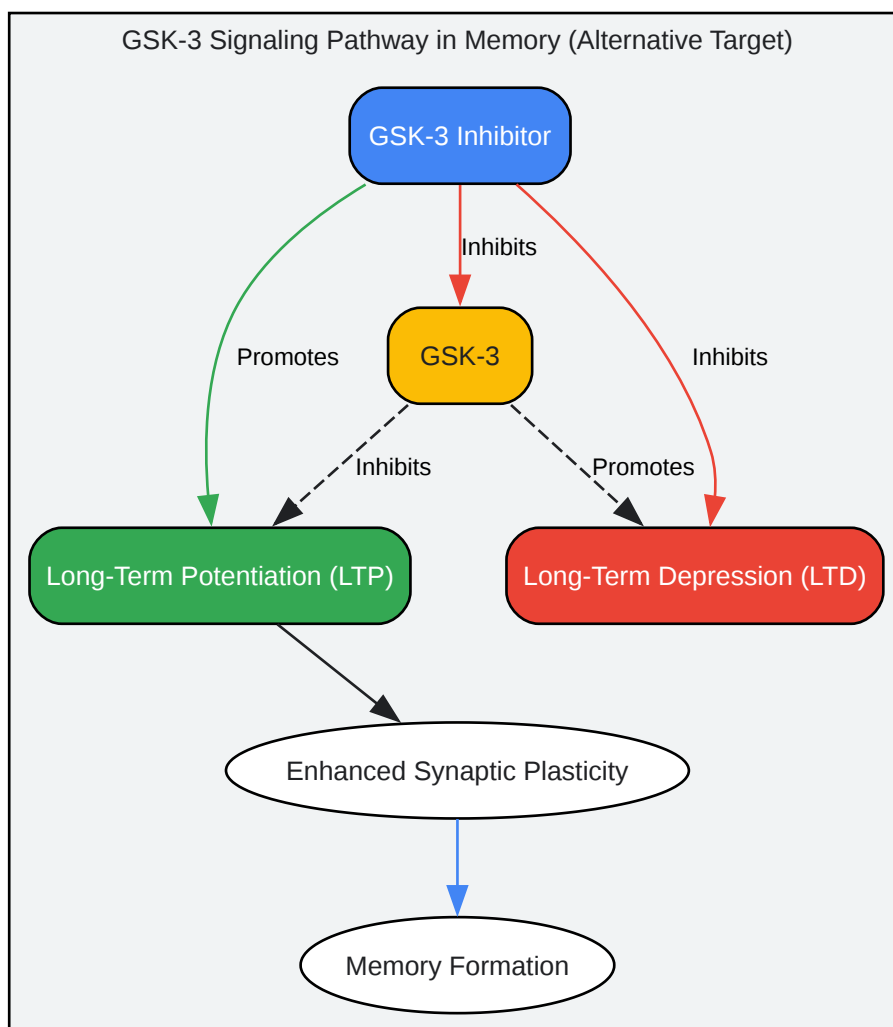 GSK-3 Signaling Pathway in Memory (Alternative Target)
GSK-3 Inhibitor
Inhibits
GSK-3
Promotes
Inhibits
Inhibits
Promotes
Long-Term Potentiation (LTP)
Long-Term Depression (LTD)
Enhanced Synaptic Plasticity
Memory Formation